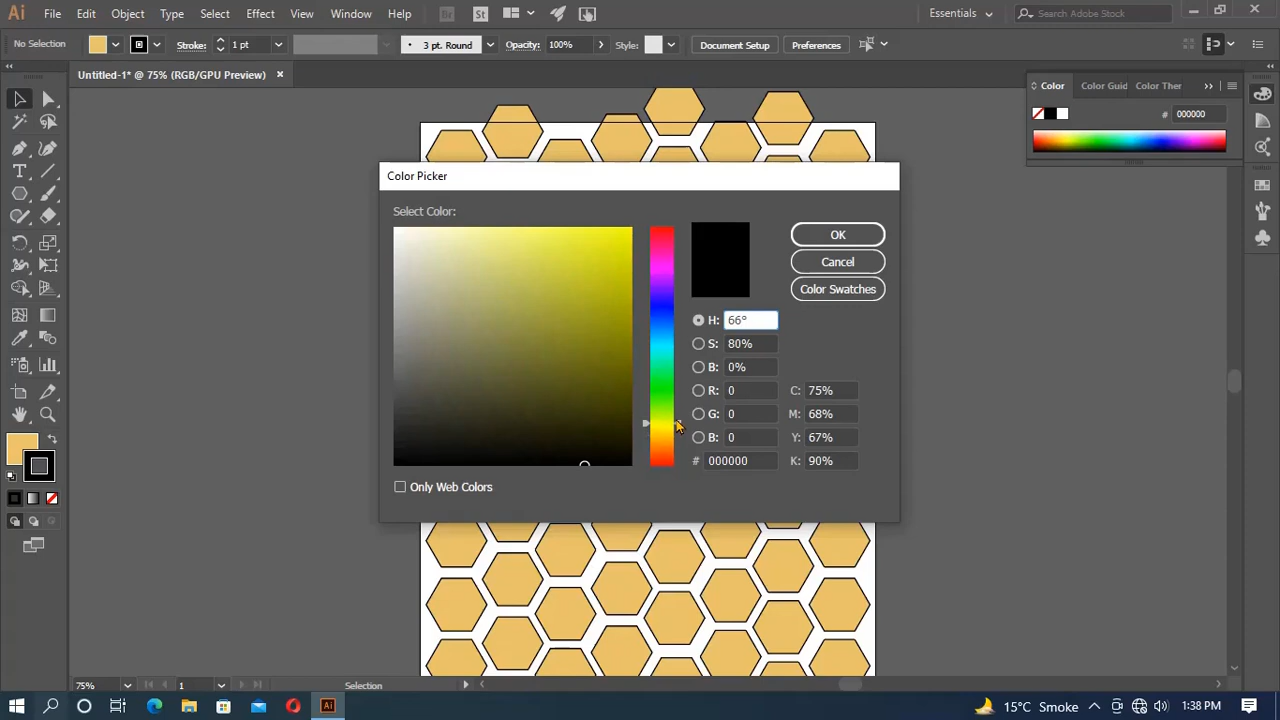 Ai File Edit Object Type Select Effect View Window Help Br St Essentials Search Adobe Stock
No Selection Stroke: 1 pt 3 pt. Round Opacity: 100% Style: Document Setup Preferences
Untitled-1* @ 75% (RGB/GPU Preview)
Color Color Guid Color Ther
# 000000
Color Picker
Select Color:
OK
Cancel
Color Swatches
H: 66°
S: 80%
B: 0%
R: 0 C: 75%
G: 0 M: 68%
B: 0 Y: 67%
# 000000 K: 90%
Only Web Colors
75% 1 Selection
Ai 15°C Smoke 1:38 PM